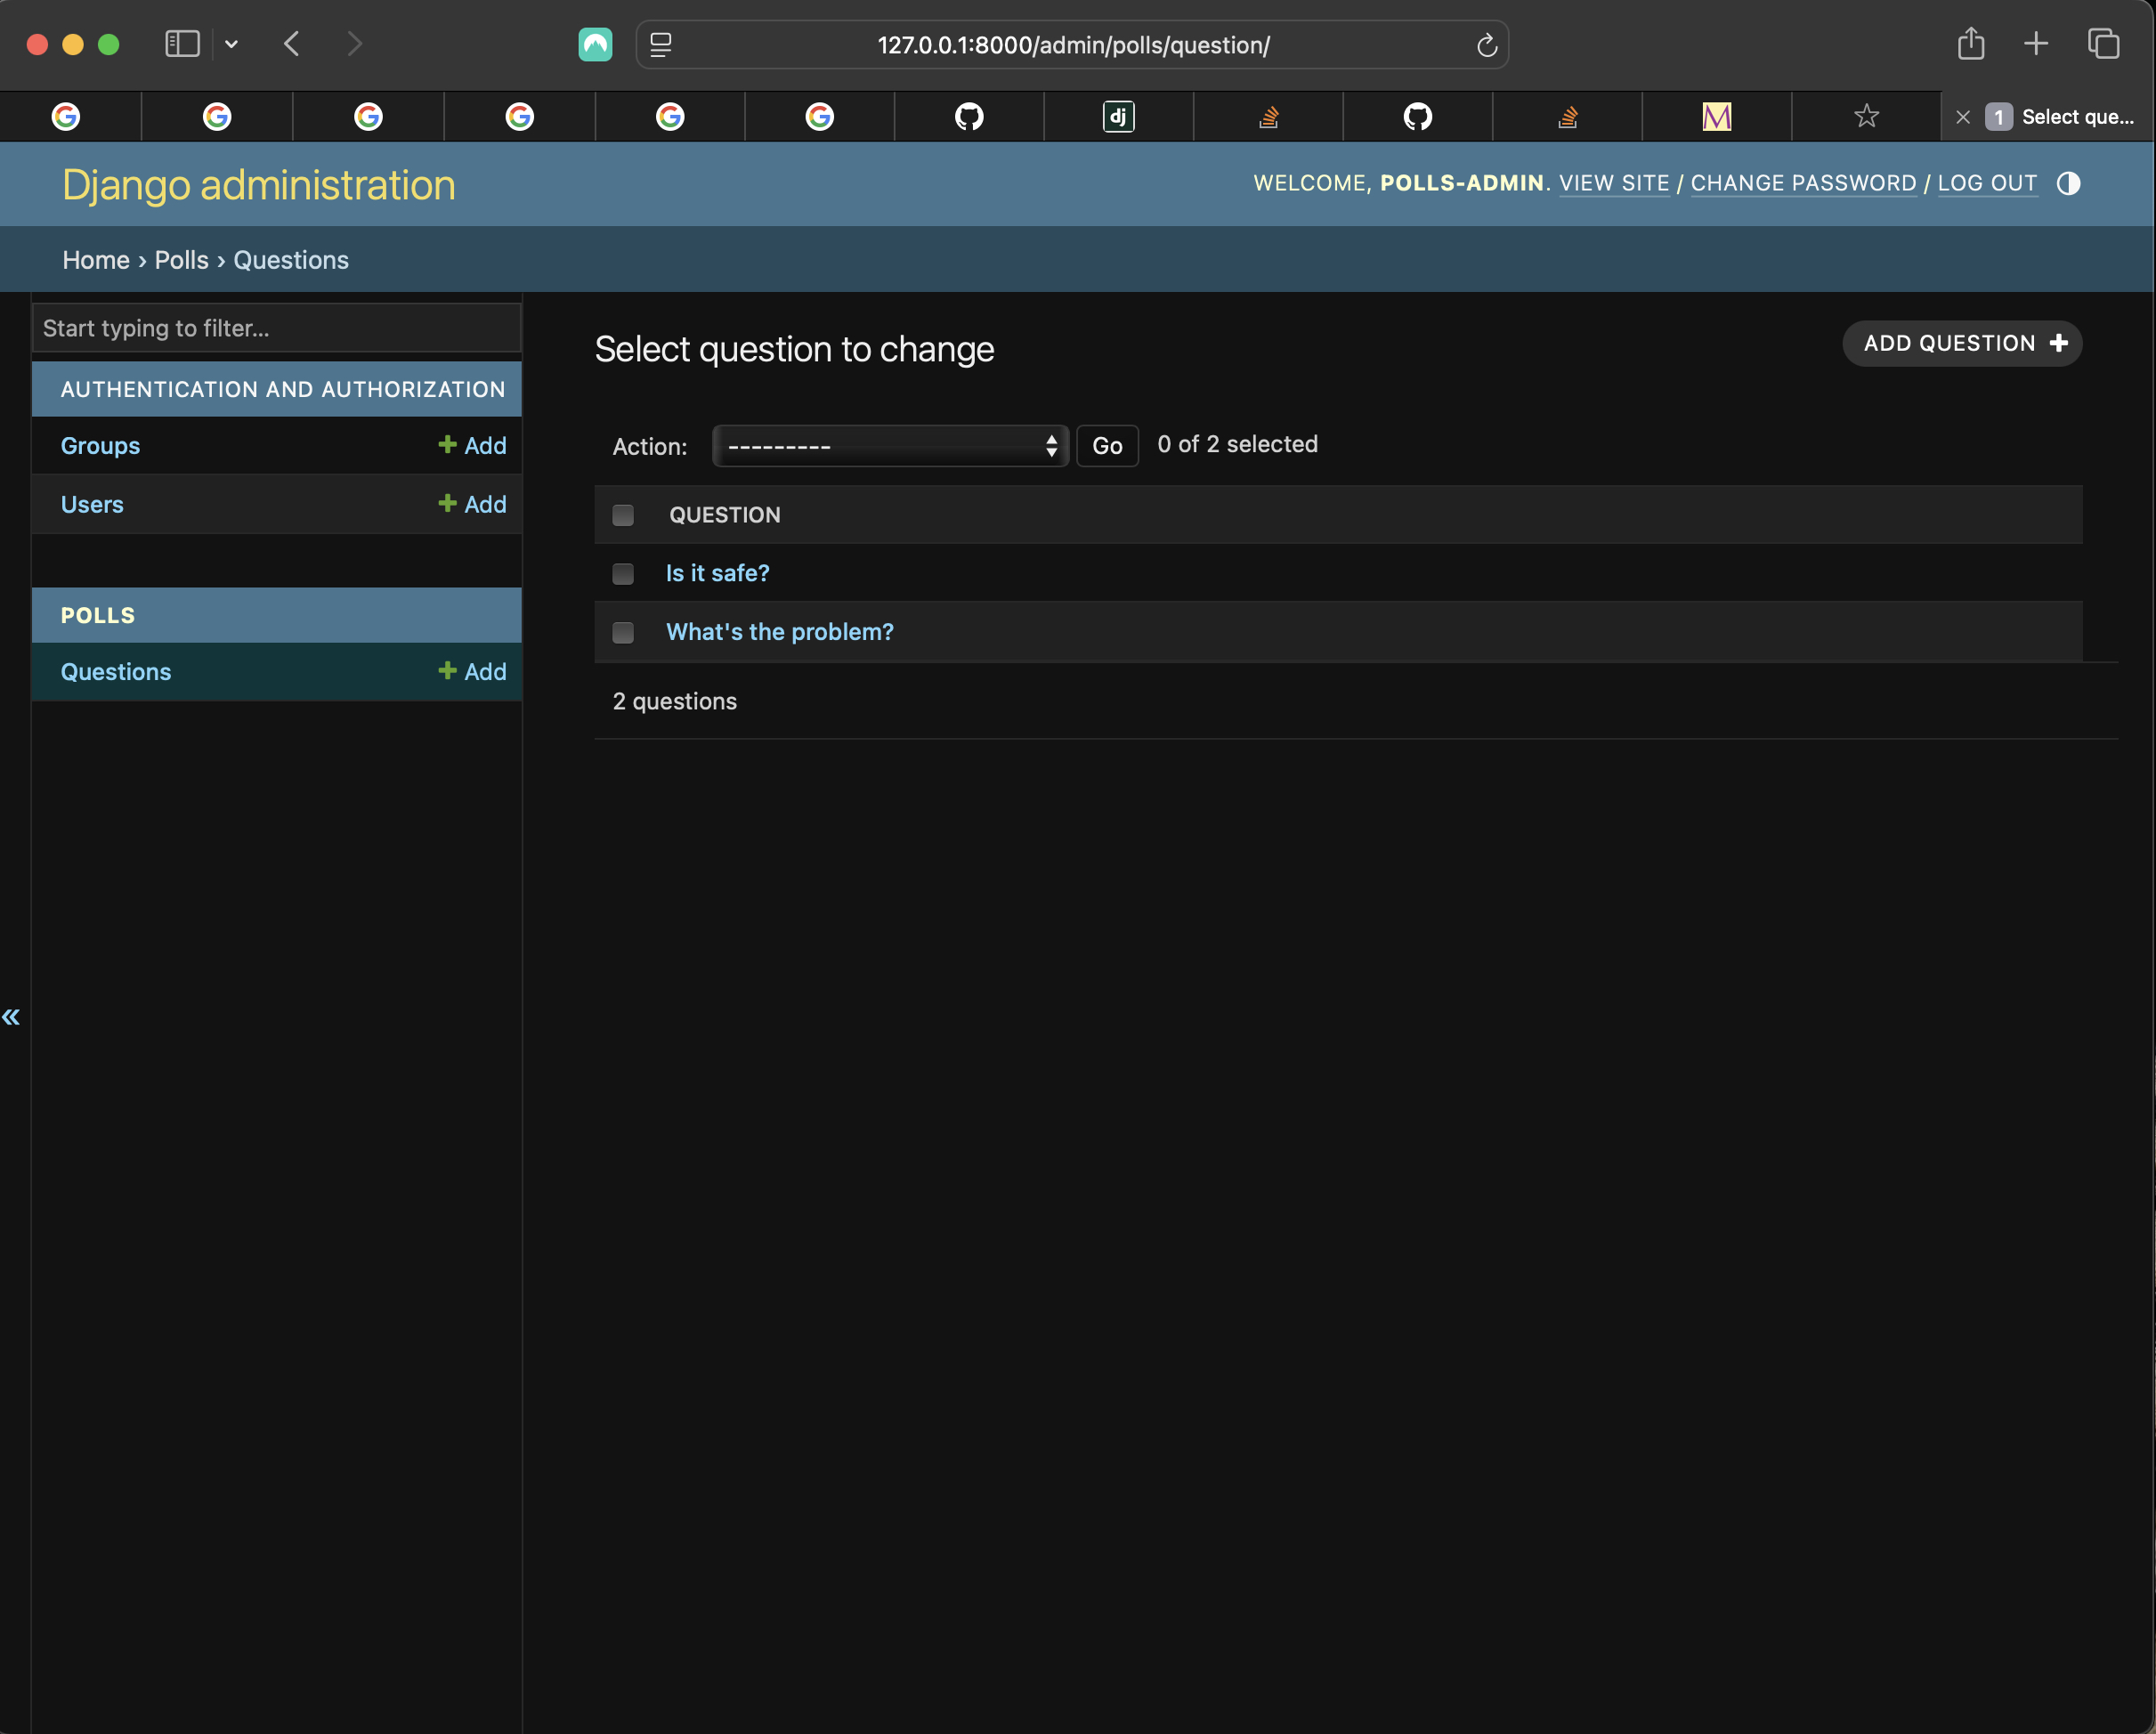 127.0.0.1:8000/admin/polls/question/
dj
1 Select que...
Django administration
WELCOME, POLLS-ADMIN. VIEW SITE / CHANGE PASSWORD / LOG OUT
Home › Polls › Questions
Start typing to filter...
Select question to change
ADD QUESTION +
AUTHENTICATION AND AUTHORIZATION
Groups + Add
Action: --------- Go 0 of 2 selected
Users + Add
QUESTION
Is it safe?
POLLS
What's the problem?
Questions + Add
2 questions
«